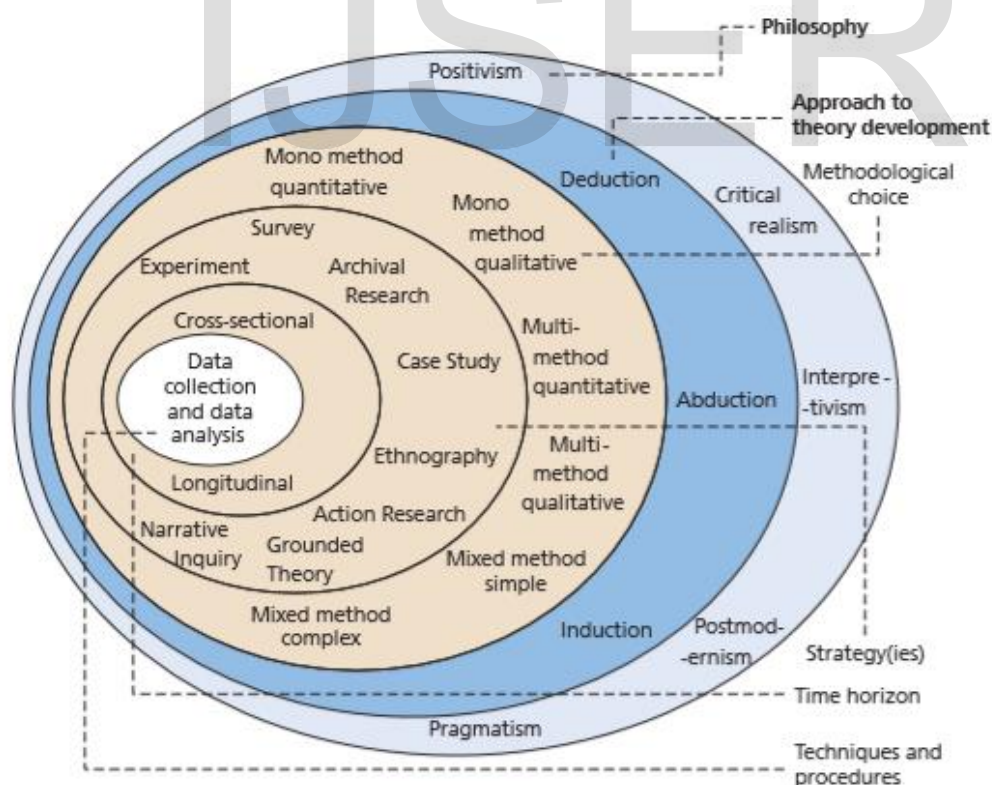 IJSER
Philosophy
Positivism
Approach to
theory development
Mono method
quantitative
Deduction
Methodological
choice
Critical
realism
Mono
method
qualitative
Survey
Experiment
Archival
Research
Cross-sectional
Multi-
method
quantitative
Data
collection
and data
analysis
Case Study
Abduction
Interpre-
-tivism
Ethnography
Multi-
method
qualitative
Longitudinal
Action Research
Narrative
Inquiry
Grounded
Theory
Mixed method
simple
Mixed method
complex
Induction
Postmod-
-ernism
Strategy(ies)
Time horizon
Pragmatism
Techniques and
procedures